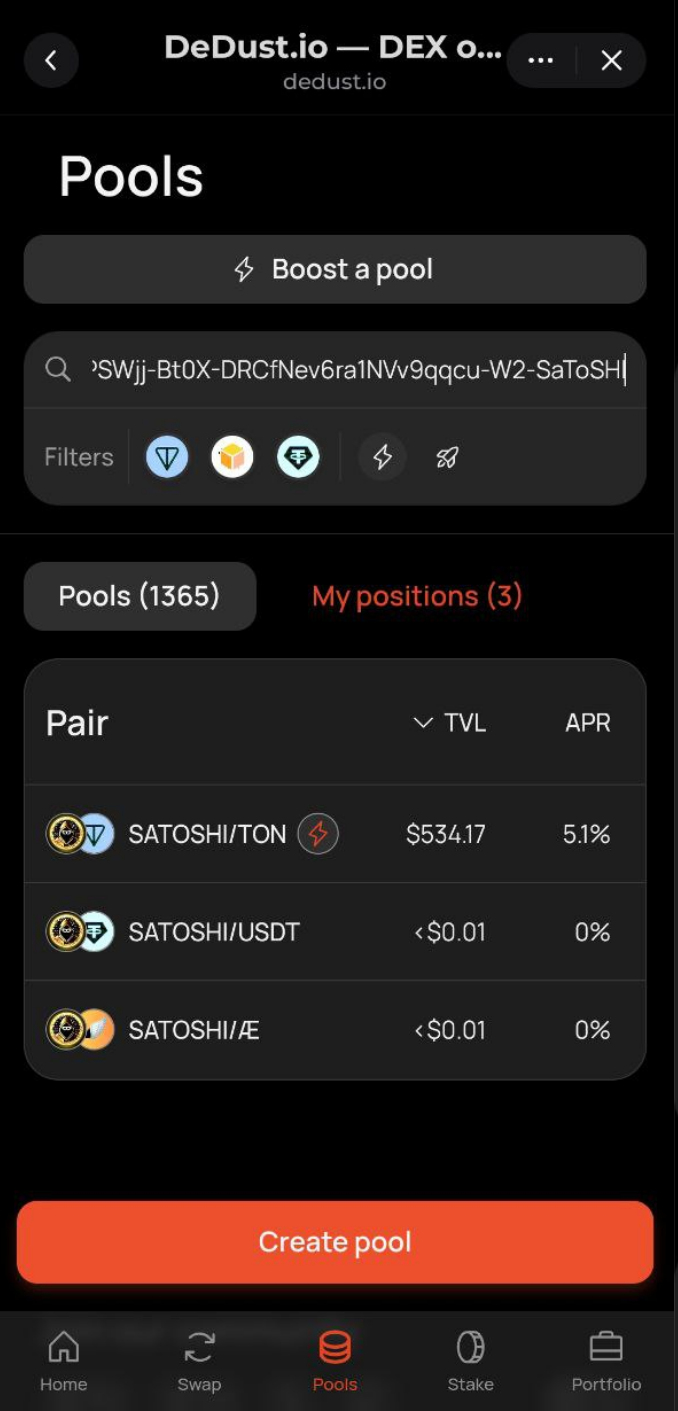 DeDust.io — DEX o...
dedust.io
Pools
Boost a pool
SWjj-Bt0X-DRCfNev6ra1NVv9qqcu-W2-SaToSHI
Filters
Pools (1365)
My positions (3)
Pair
TVL
APR
SATOSHI/TON
$534.17
5.1%
SATOSHI/USDT
<$0.01
0%
SATOSHI/Æ
<$0.01
0%
Create pool
Home
Swap
Pools
Stake
Portfolio